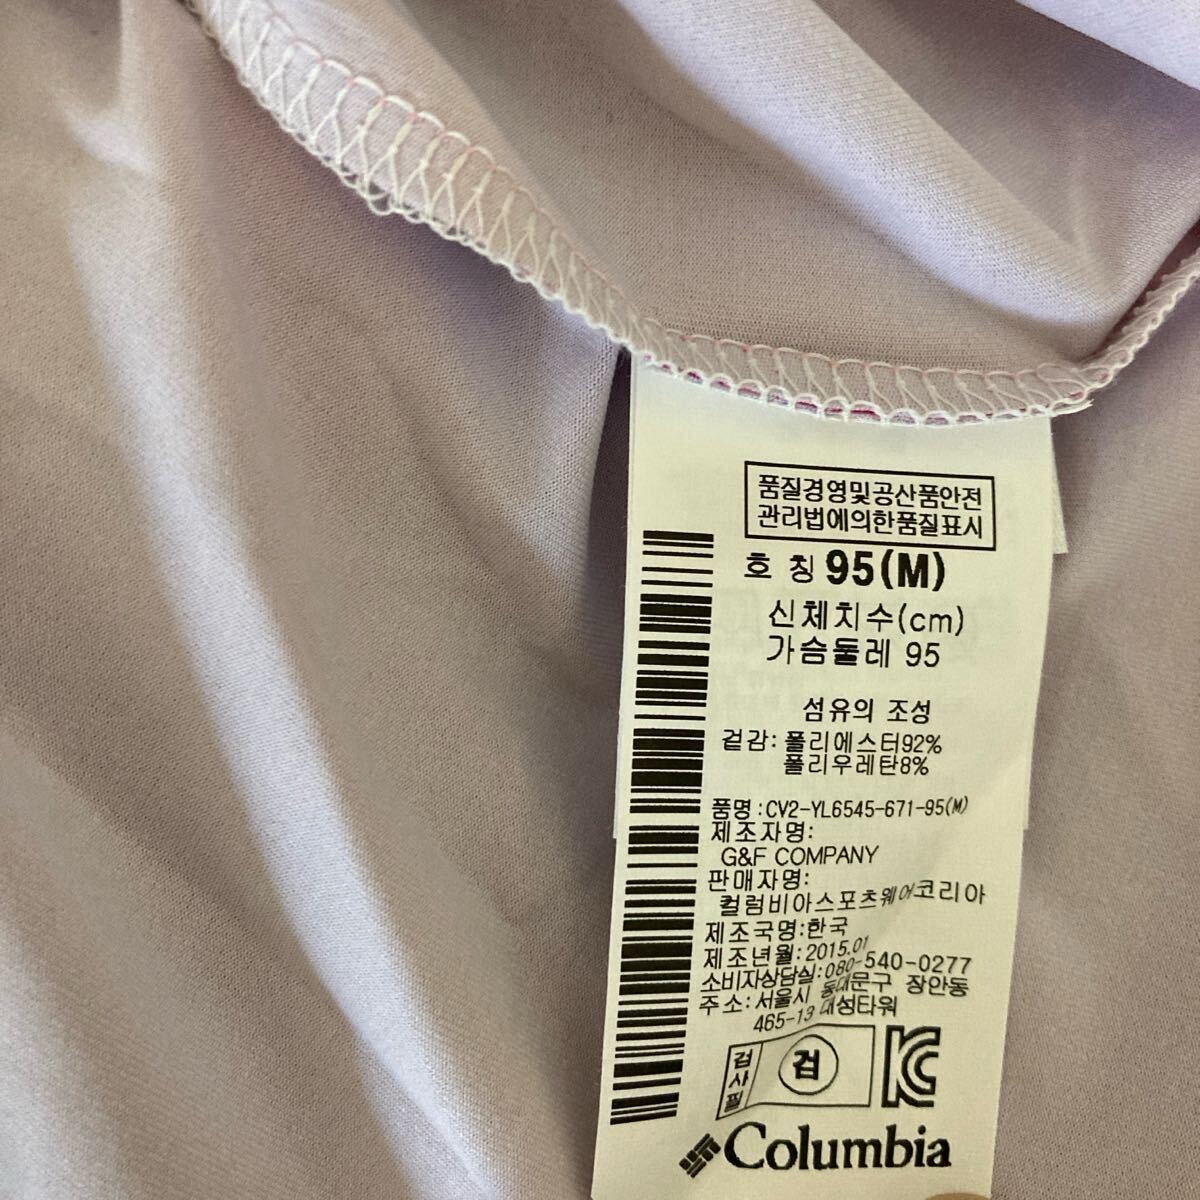 품질경영및공산품안전
관리법에의한품질표시
호 칭 95(M)
신체치수(cm)
가슴둘레 95
섬유의 조성
겉감: 폴리에스터92%
폴리우레탄8%
품명:CV2-YL6545-671-95(M)
제조자명:
G&F COMPANY
판매자명:
컬럼비아스포츠웨어코리아
제조국명:한국
제조년월:2015.01
소비자상담실:080-540-0277
주소:서울시 동대문구 장안동
465-13 대성타워
검사필
검
KC
Columbia